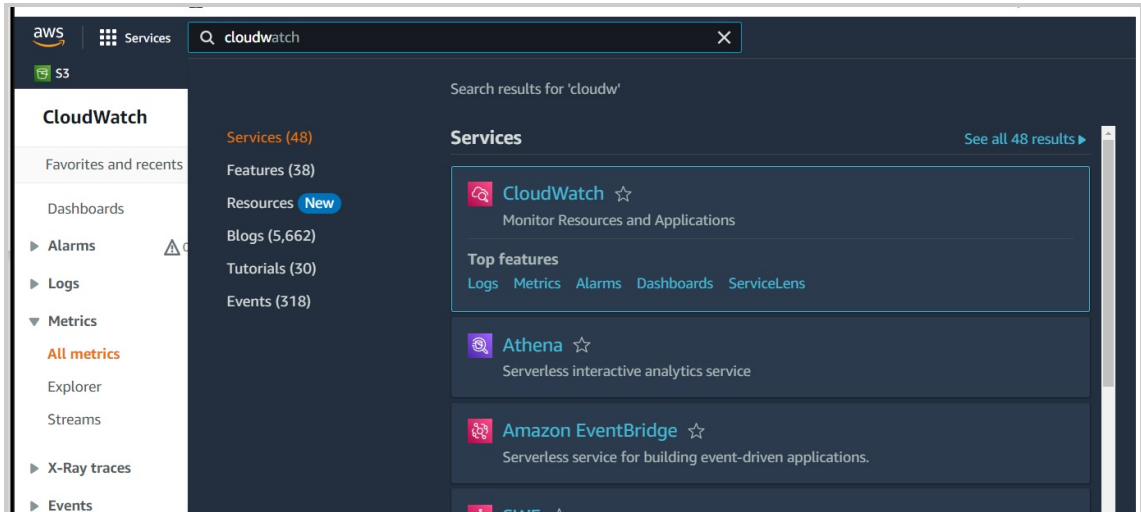 aws
Services
cloudwatch
S3
Search results for 'cloudw'
CloudWatch
Favorites and recents
Dashboards
Alarms
Logs
Metrics
All metrics
Explorer
Streams
X-Ray traces
Events
Services (48)
Features (38)
Resources New
Blogs (5,662)
Tutorials (30)
Events (318)
Services
See all 48 results
CloudWatch
Monitor Resources and Applications
Top features
Logs Metrics Alarms Dashboards ServiceLens
Athena
Serverless interactive analytics service
Amazon EventBridge
Serverless service for building event-driven applications.